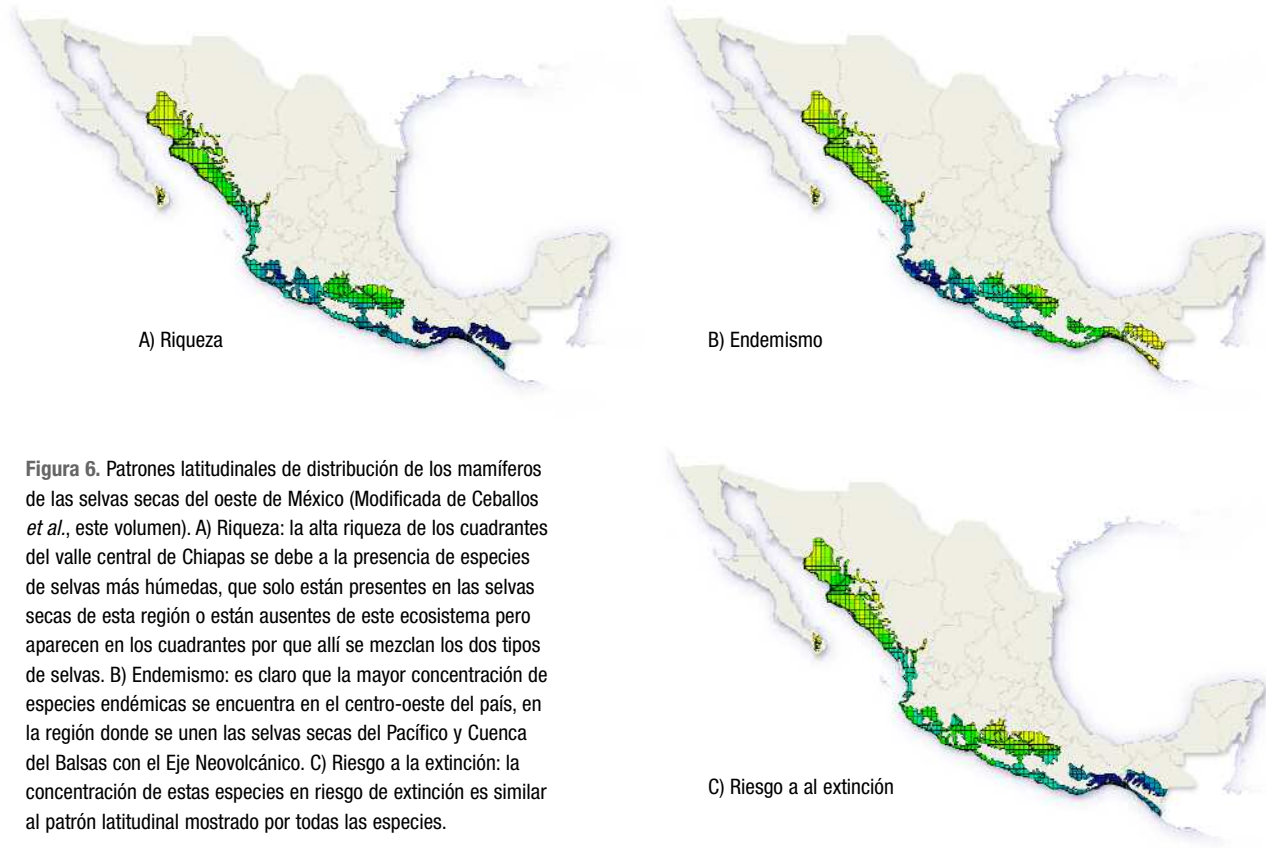 A) Riqueza
B) Endemismo
Figura 6. Patrones latitudinales de distribución de los mamíferos
de las selvas secas del oeste de México (Modificada de Ceballos
et al., este volumen). A) Riqueza: la alta riqueza de los cuadrantes
del valle central de Chiapas se debe a la presencia de especies
de selvas más húmedas, que solo están presentes en las selvas
secas de esta región o están ausentes de este ecosistema pero
aparecen en los cuadrantes por que allí se mezclan los dos tipos
de selvas. B) Endemismo: es claro que la mayor concentración de
especies endémicas se encuentra en el centro-oeste del país, en
la región donde se unen las selvas secas del Pacífico y Cuenca
del Balsas con el Eje Neovolcánico. C) Riesgo a la extinción: la
concentración de estas especies en riesgo de extinción es similar
al patrón latitudinal mostrado por todas las especies.
C) Riesgo a al extinción